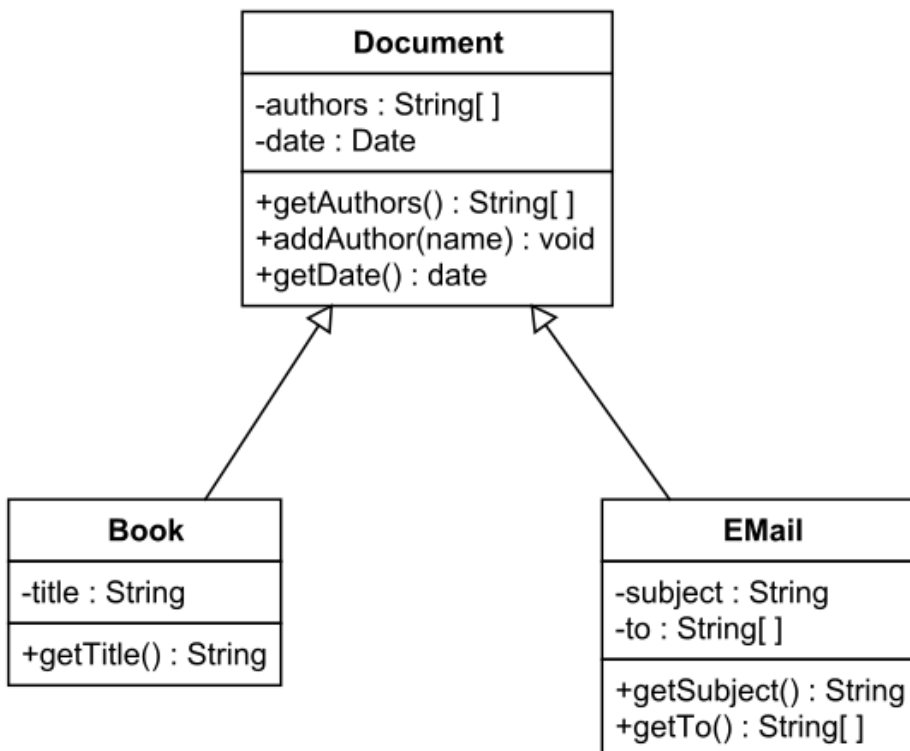 Document
-authors : String[ ]
-date : Date
+getAuthors() : String[ ]
+addAuthor(name) : void
+getDate() : date
Book
-title : String
+getTitle() : String
EMail
-subject : String
-to : String[ ]
+getSubject() : String
+getTo() : String[ ]